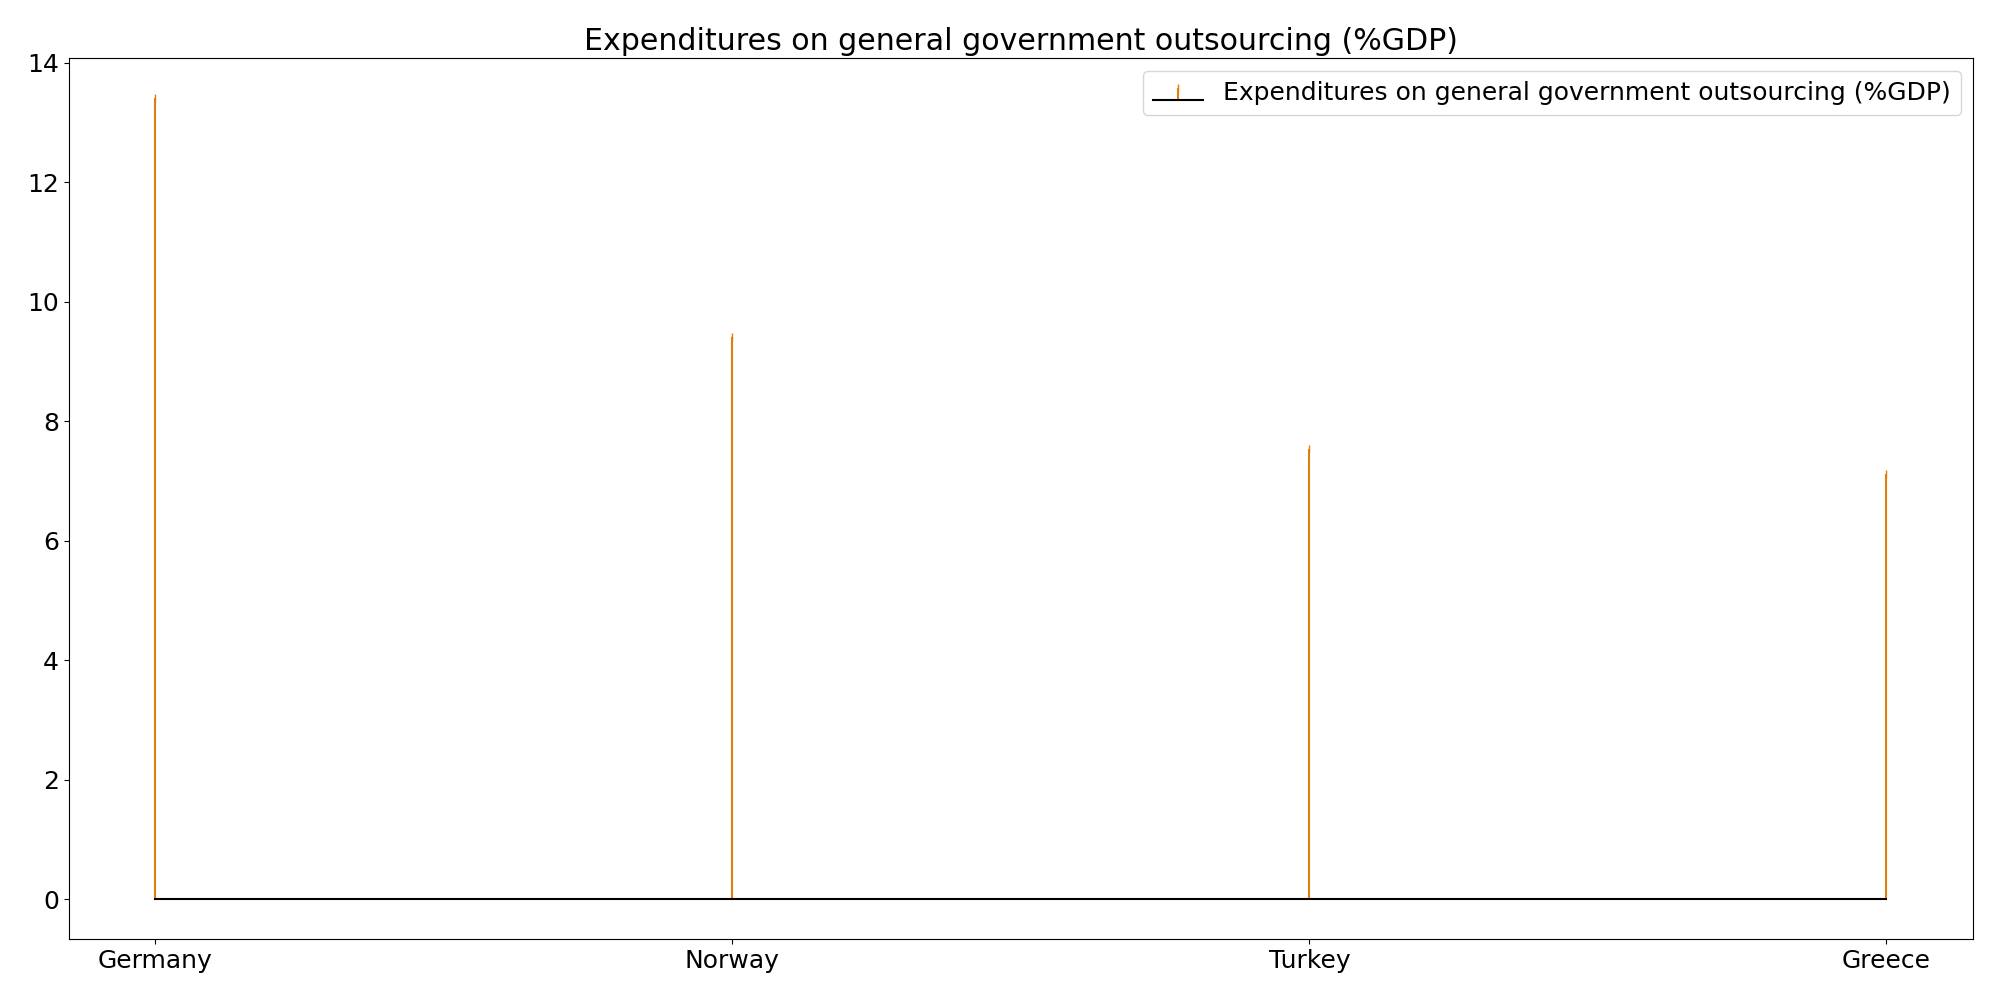 Expenditures on general government outsourcing (%GDP)
Expenditures on general government outsourcing (%GDP)
14
12
10
8
6
4
2
0
Germany Norway Turkey Greece